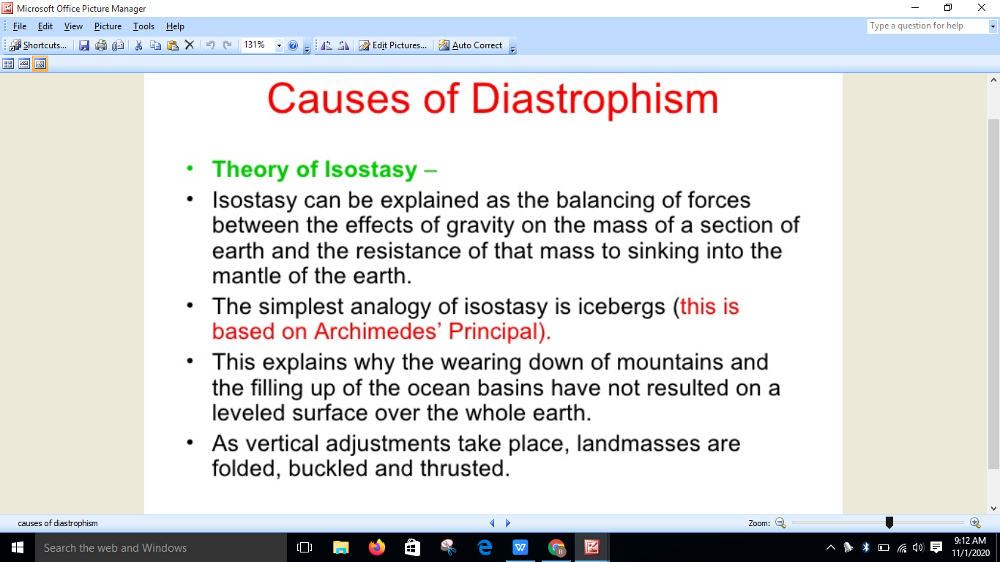 Microsoft Office Picture Manager
File Edit View Picture Tools Help
Type a question for help
Shortcuts... 131% Edit Pictures... Auto Correct
Causes of Diastrophism
• Theory of Isostasy –
• Isostasy can be explained as the balancing of forces
between the effects of gravity on the mass of a section of
earth and the resistance of that mass to sinking into the
mantle of the earth.
• The simplest analogy of isostasy is icebergs (this is
based on Archimedes’ Principal).
• This explains why the wearing down of mountains and
the filling up of the ocean basins have not resulted on a
leveled surface over the whole earth.
• As vertical adjustments take place, landmasses are
folded, buckled and thrusted.
causes of diastrophism
Zoom:
Search the web and Windows
9:12 AM
11/1/2020